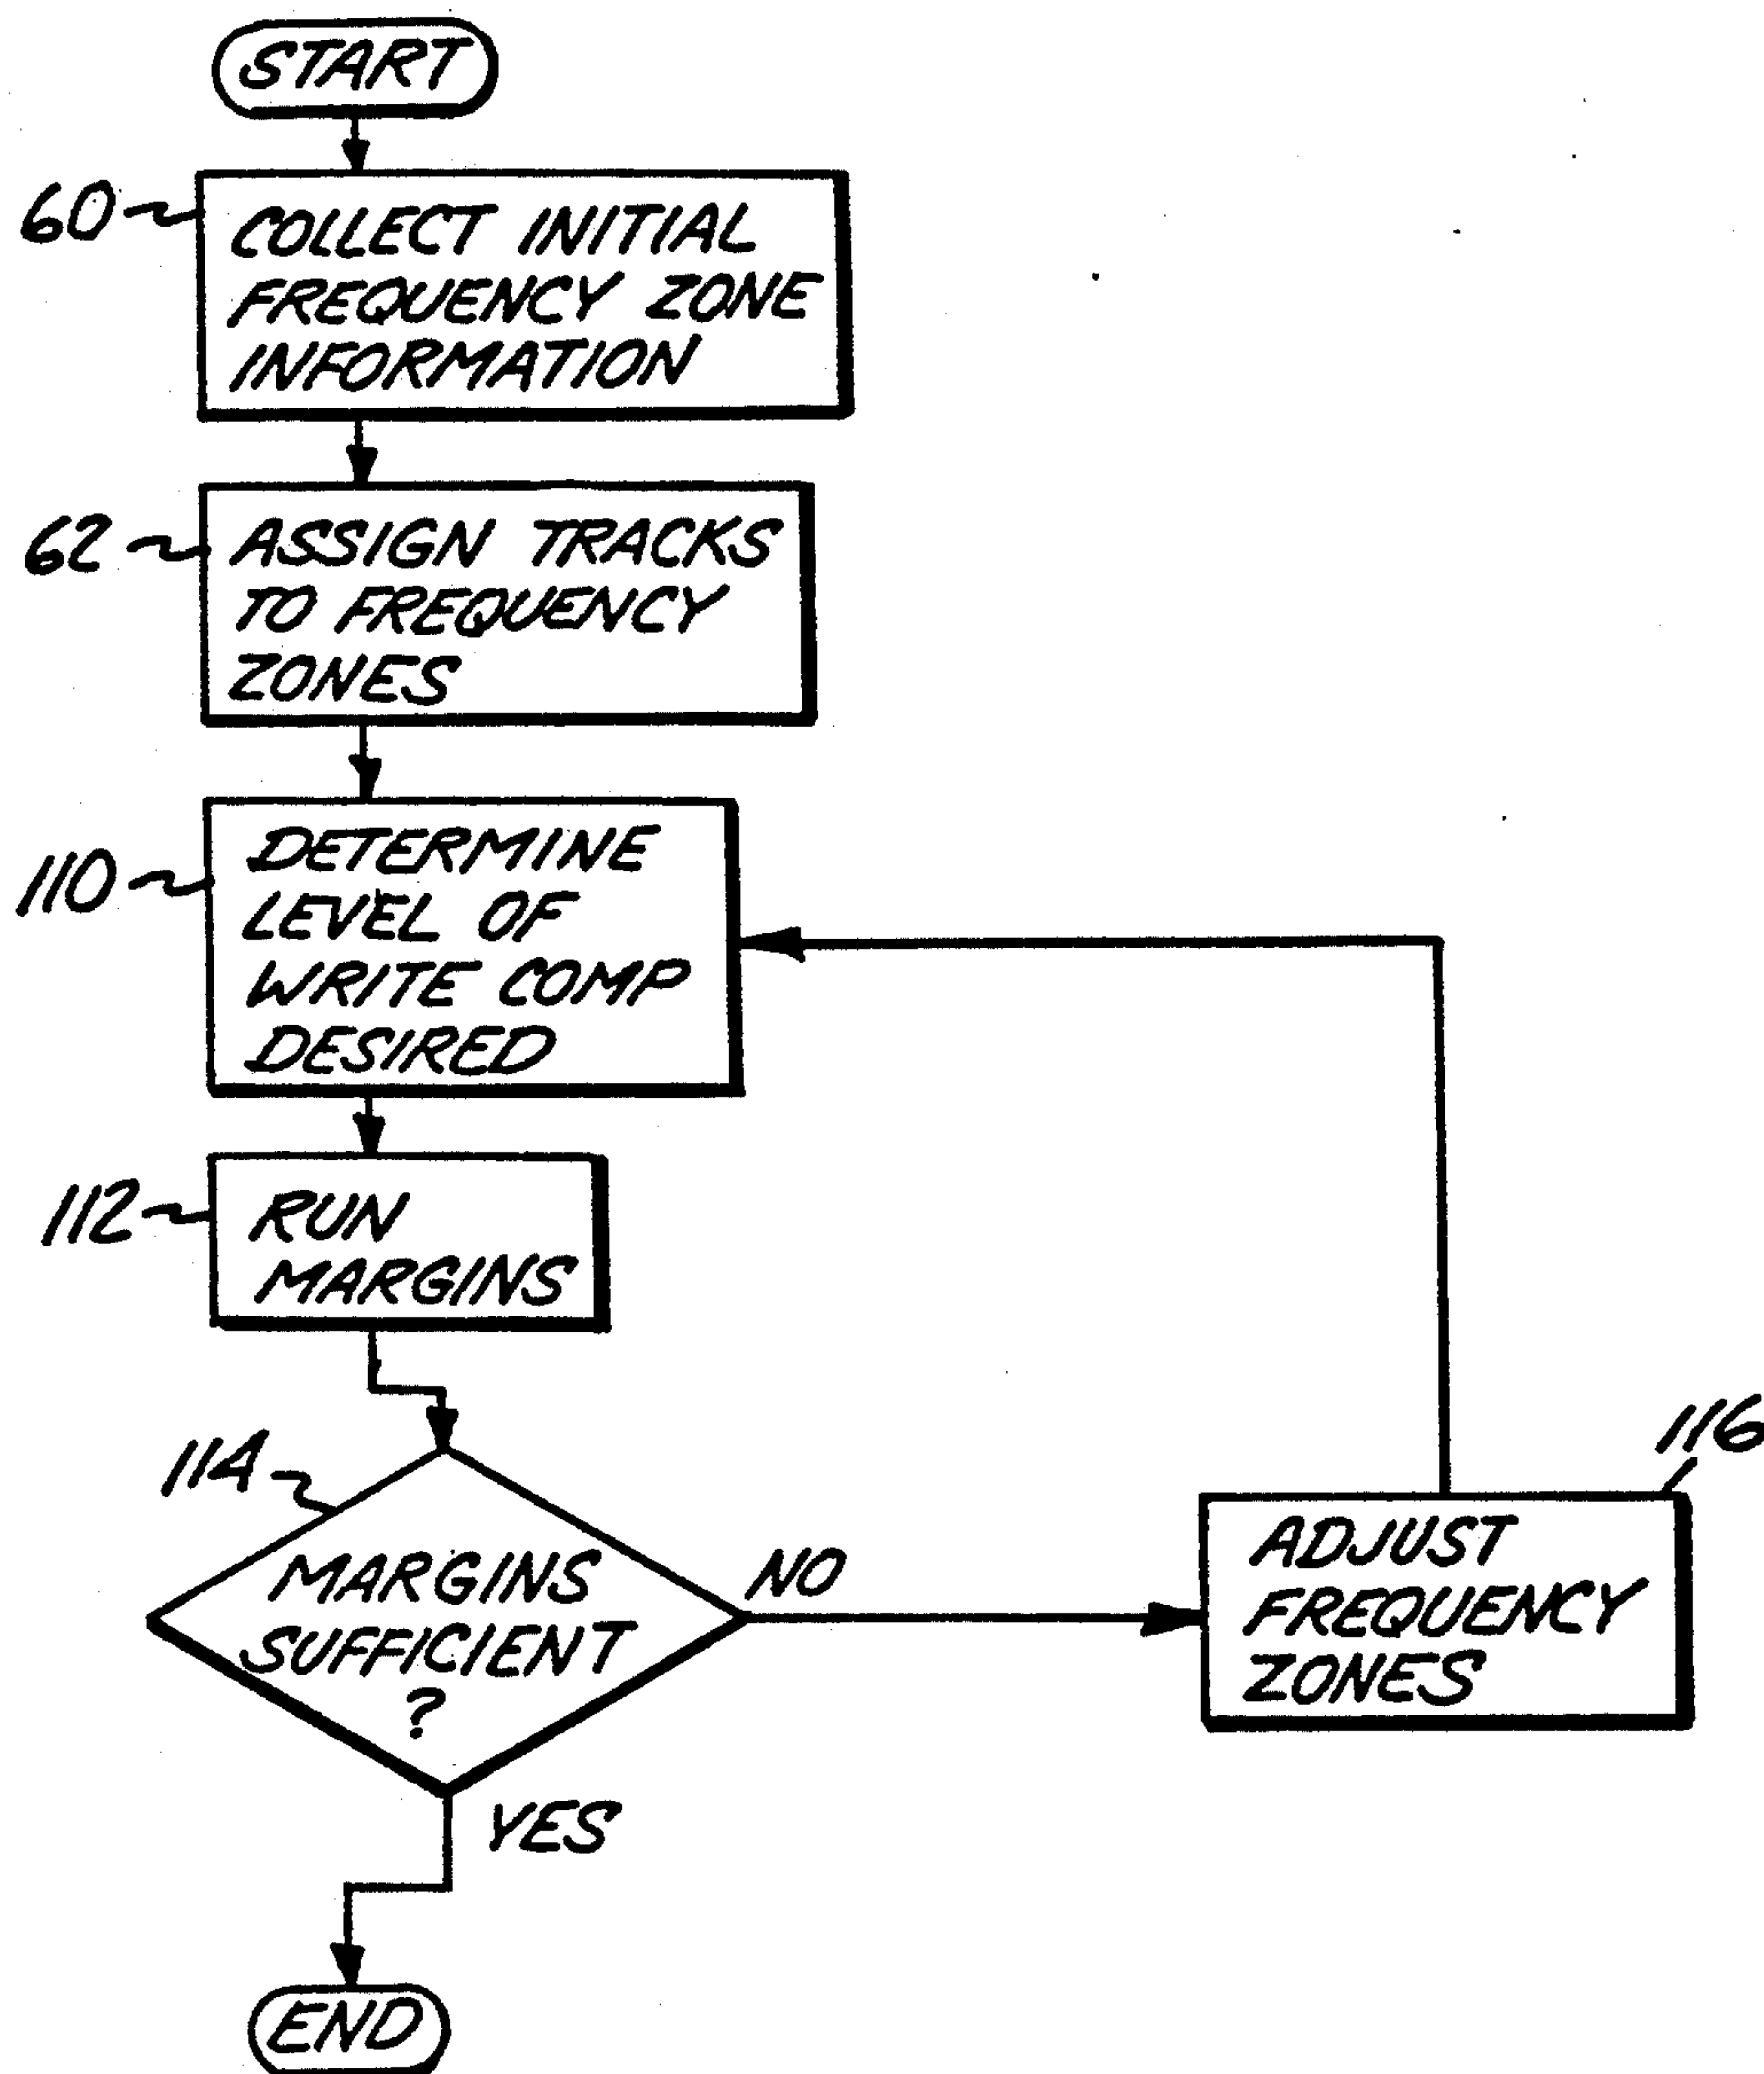 START
60
COLLECT INITIAL
FREQUENCY ZONE
INFORMATION
62
ASSIGN TRACKS
TO FREQUENCY
ZONES
110
DETERMINE
LEVEL OF
WRITE COMP
DESIRED
112
RUN
MARGINS
114
MARGINS
SUFFICIENT
?
NO
116
ADJUST
FREQUENCY
ZONES
YES
END